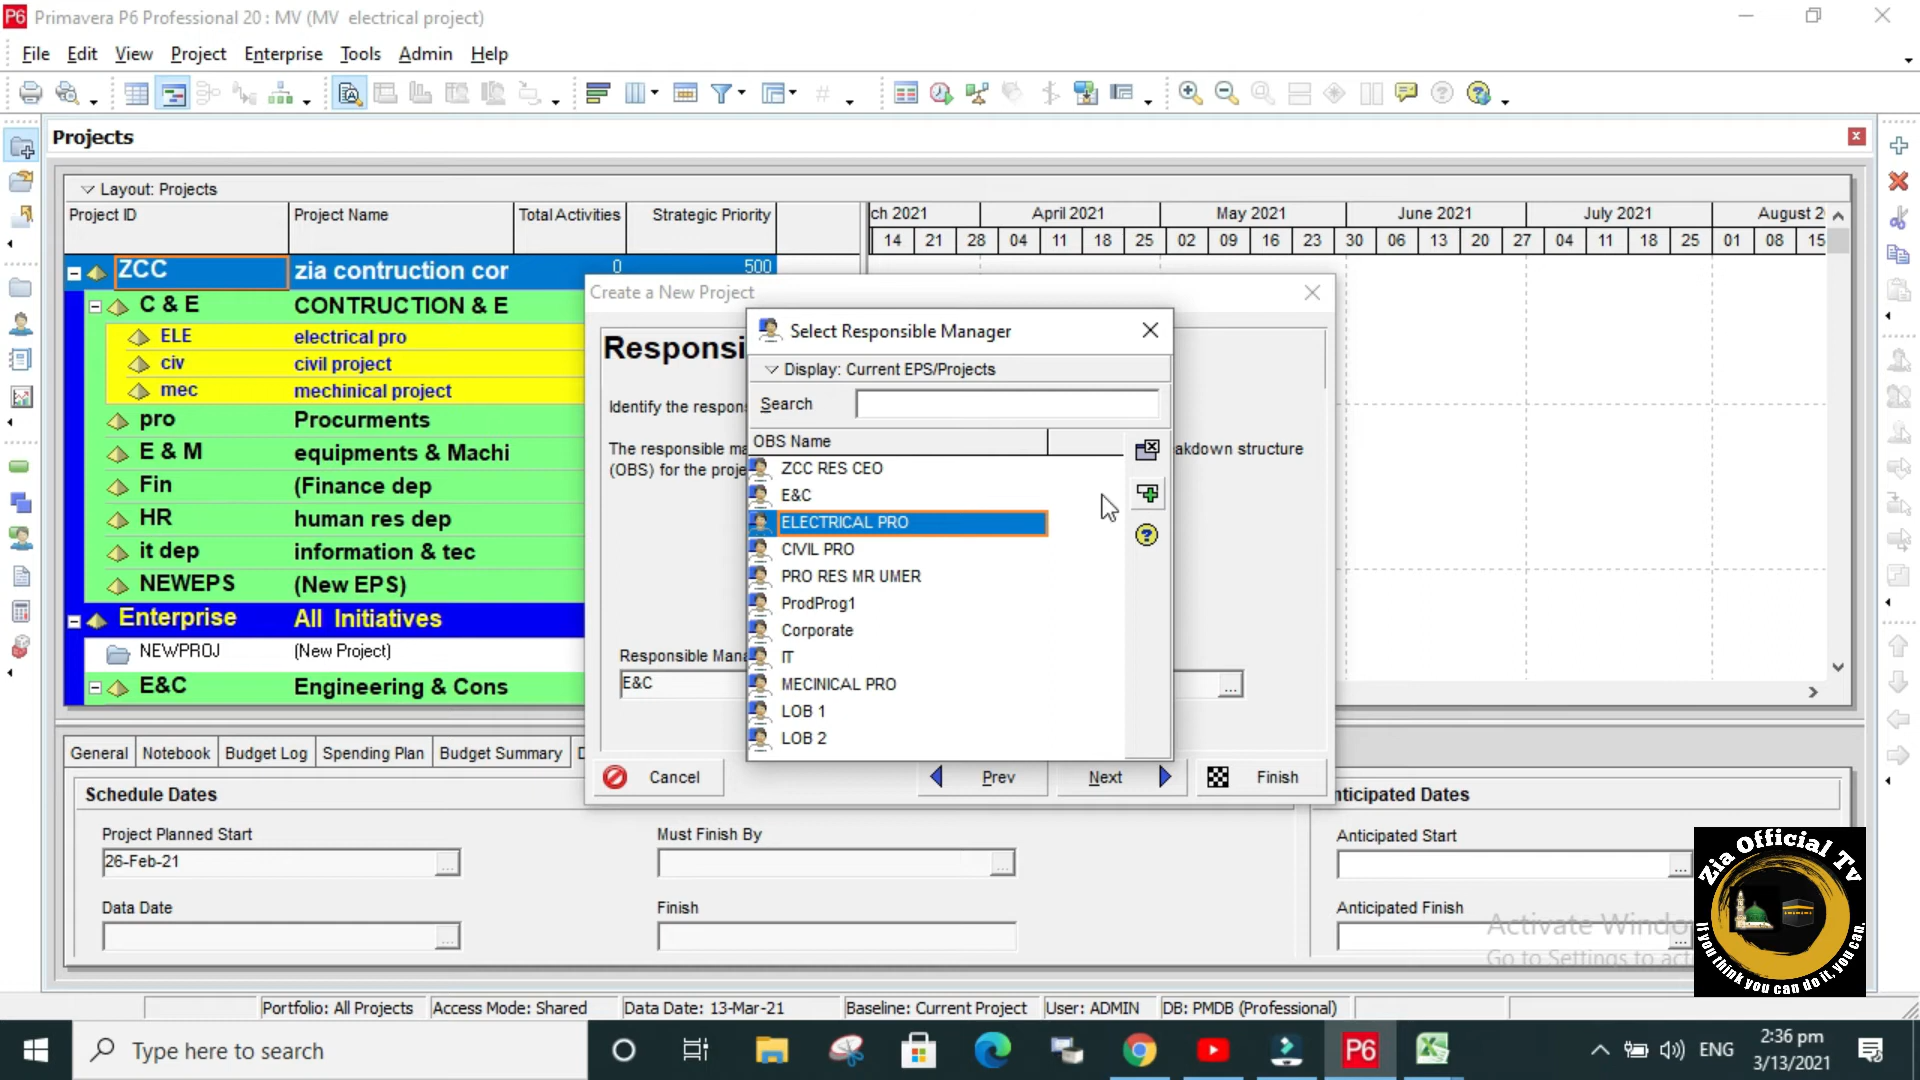 Primavera P6 Professional 20 : MV (MV  electrical project)
File Edit View Project Enterprise Tools Admin Help
Projects
Layout: Projects
Project ID Project Name Total Activities Strategic Priority
ch 2021 April 2021 May 2021 June 2021 July 2021 August 2
14 21 28 04 11 18 25 02 09 16 23 30 06 13 20 27 04 11 18 25 01 08 15
ZCC zia contruction cor 0 500
C & E CONTRUCTION & E
ELE electrical pro
civ civil project
mec mechinical project
pro Procurments
E & M equipments & Machi
Fin (Finance dep
HR human res dep
it dep information & tec
NEWEPS (New EPS)
Enterprise All Initiatives
NEWPROJ (New Project)
E&C Engineering & Cons
Create a New Project
Responsi
Identify the respon
The responsible ma
akdown structure
(OBS) for the proje
Responsible Mana
E&C
...
Cancel Prev Next Finish
Select Responsible Manager
Display: Current EPS/Projects
Search
OBS Name
ZCC RES CEO
E&C
ELECTRICAL PRO
CIVIL PRO
PRO RES MR UMER
ProdProg1
Corporate
IT
MECINICAL PRO
LOB 1
LOB 2
General Notebook Budget Log Spending Plan Budget Summary D
Schedule Dates
Project Planned Start
26-Feb-21
Must Finish By
Data Date
Finish
nticipated Dates
Anticipated Start
Anticipated Finish
Activate Windo
Go to Settings to act
Zia Official Tv
If you think you can do it, you can.
Portfolio: All Projects Access Mode: Shared Data Date: 13-Mar-21 Baseline: Current Project User: ADMIN DB: PMDB (Professional)
Type here to search
P6
ENG
2:36 pm
3/13/2021